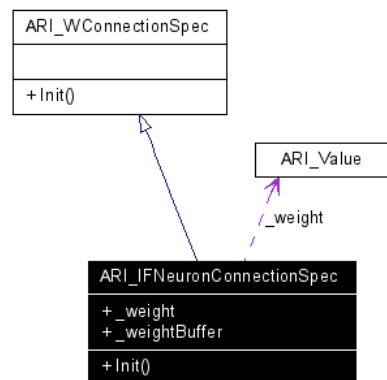 ARI_WConnectionSpec
+ Init()
ARI_Value
_weight
ARI_IFNeuronConnectionSpec
+ _weight
+ _weightBuffer
+ Init()